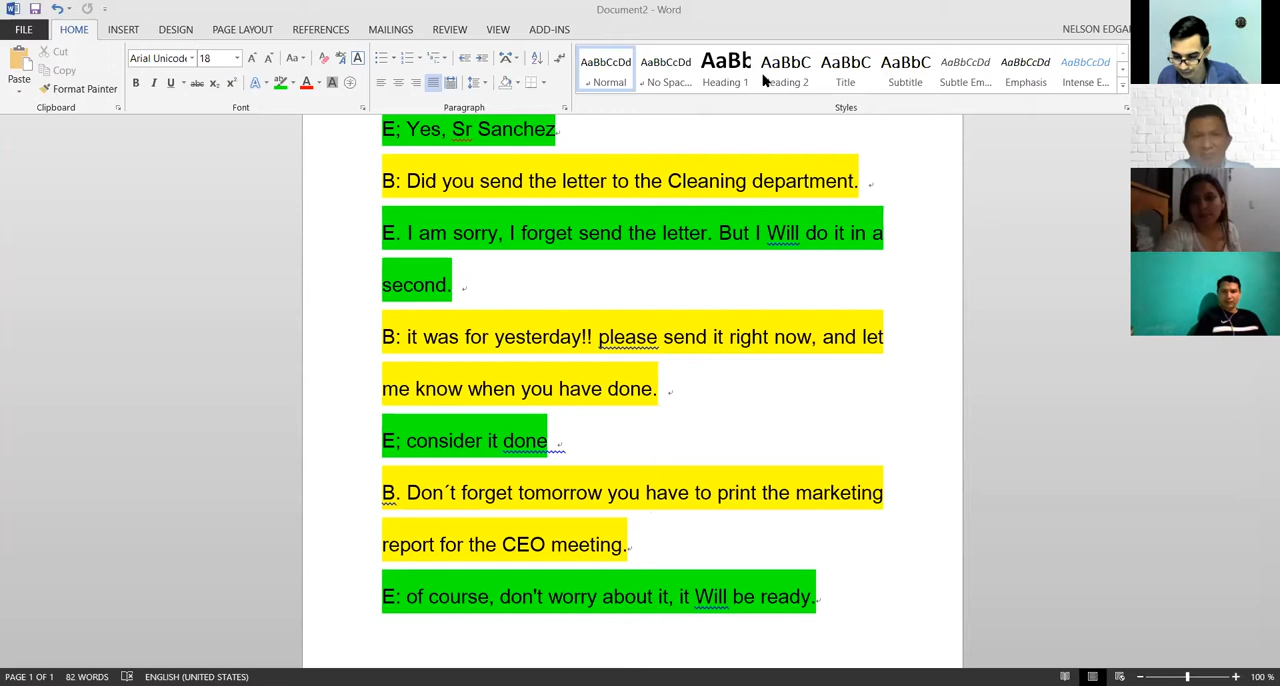 Document2 - Word
FILE HOME INSERT DESIGN PAGE LAYOUT REFERENCES MAILINGS REVIEW VIEW ADD-INS NELSON EDGAR
Paste
Cut
Copy
Format Painter
Arial Unicode 18
Clipboard Font Paragraph Styles
AaBbCcDd AaBbCcDd AaBb AaBbC AaBbC AaBbC AaBbCcDd AaBbCcDd AaBbCcDd
Normal No Spac... Heading 1 Heading 2 Title Subtitle Subtle Em... Emphasis Intense E...
E; Yes, Sr Sanchez
B: Did you send the letter to the Cleaning department.
E. I am sorry, I forget send the letter. But I Will do it in a
second.
B: it was for yesterday!! please send it right now, and let
me know when you have done.
E; consider it done
B. Don´t forget tomorrow you have to print the marketing
report for the CEO meeting.
E: of course, don't worry about it, it Will be ready.
PAGE 1 OF 1 82 WORDS ENGLISH (UNITED STATES) 100 %